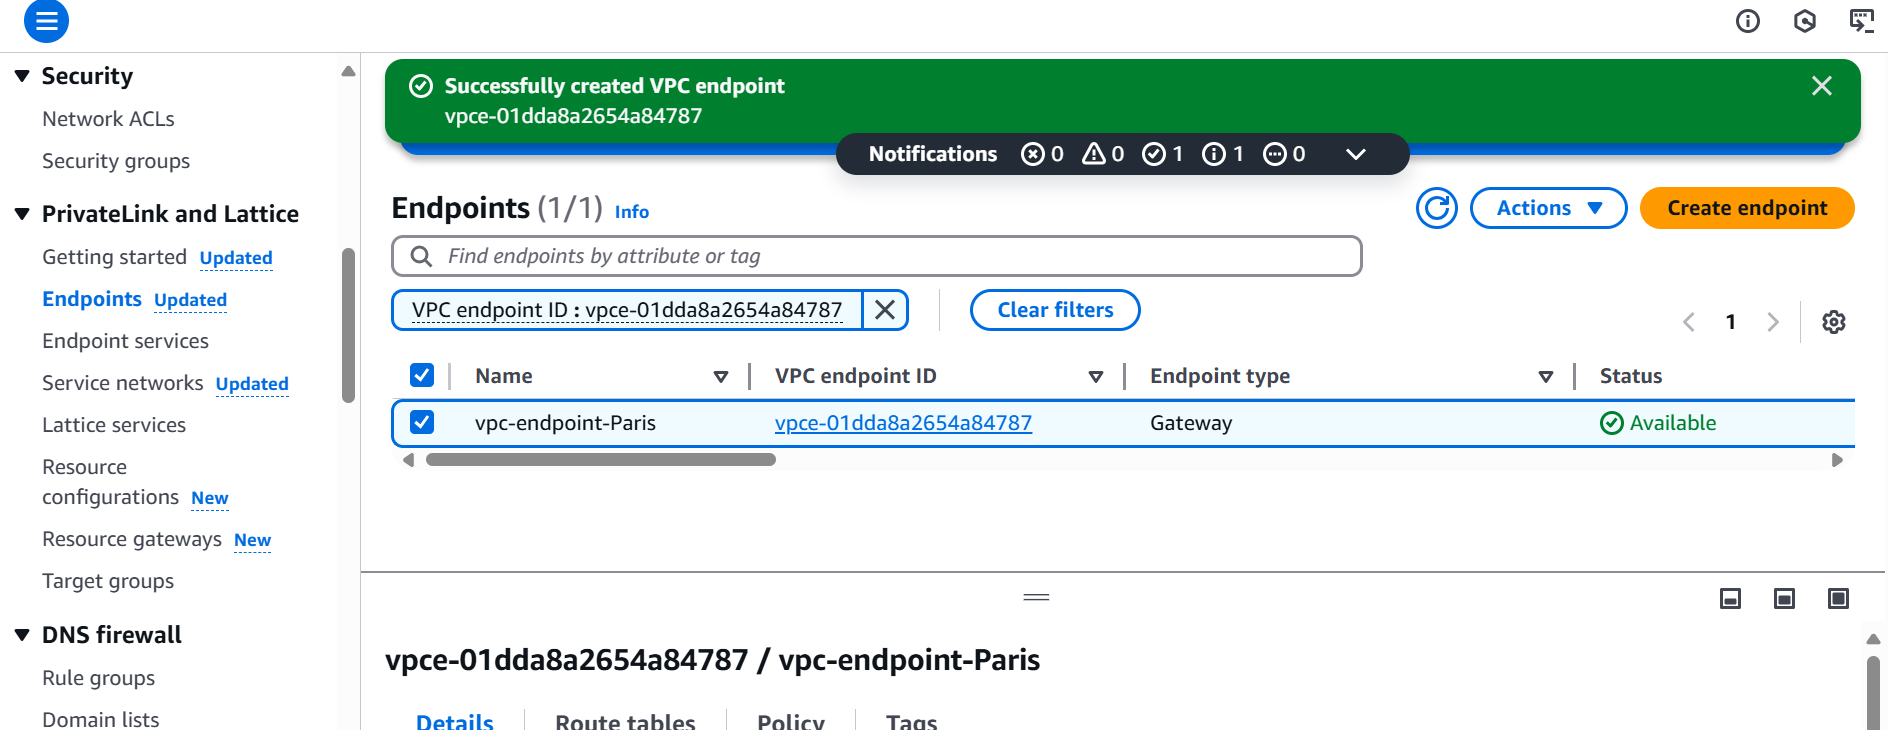 Security
Network ACLs
Security groups
PrivateLink and Lattice
Getting started Updated
Endpoints Updated
Endpoint services
Service networks Updated
Lattice services
Resource
configurations New
Resource gateways New
Target groups
DNS firewall
Rule groups
Domain lists
Successfully created VPC endpoint
vpce-01dda8a2654a84787
Notifications 0 0 1 1 0
Endpoints (1/1) Info
Actions
Create endpoint
Find endpoints by attribute or tag
VPC endpoint ID : vpce-01dda8a2654a84787
Clear filters
1
Name VPC endpoint ID Endpoint type Status
vpc-endpoint-Paris vpce-01dda8a2654a84787 Gateway Available
vpce-01dda8a2654a84787 / vpc-endpoint-Paris
Details Route tables Policy Tags